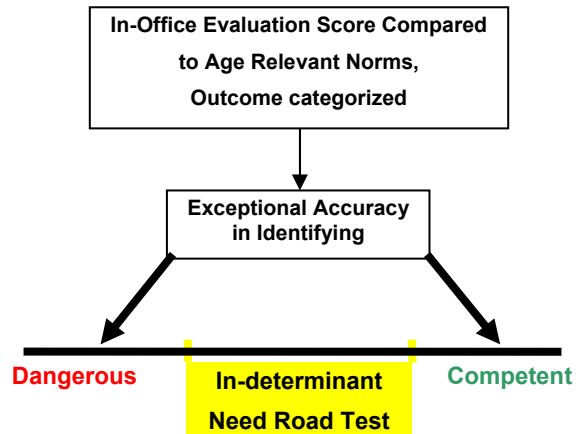 In-Office Evaluation Score Compared
to Age Relevant Norms,
Outcome categorized
Exceptional Accuracy
in Identifying
Dangerous
In-determinant
Need Road Test
Competent